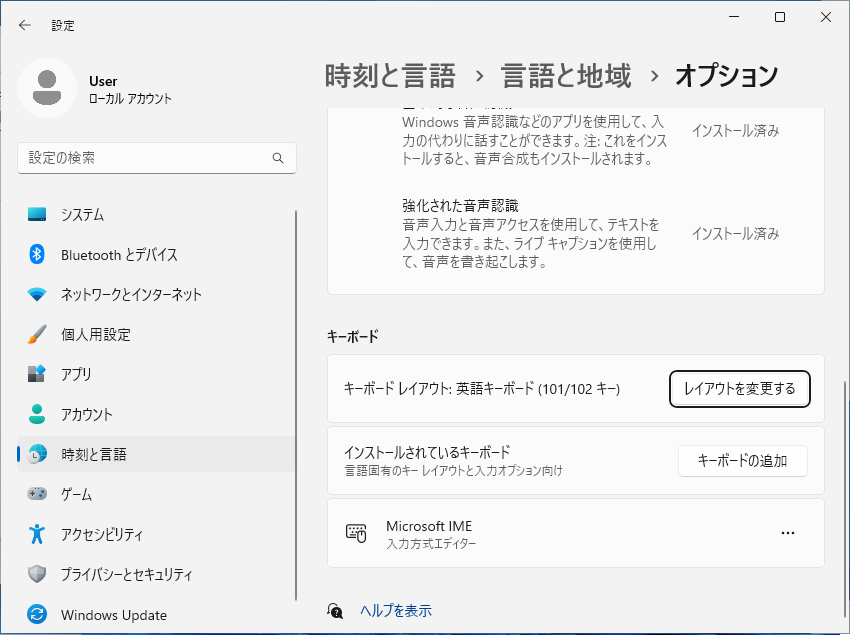 設定
User
ローカル アカウント
設定の検索
システム
Bluetooth とデバイス
ネットワークとインターネット
個人用設定
アプリ
アカウント
時刻と言語
ゲーム
アクセシビリティ
プライバシーとセキュリティ
Windows Update
時刻と言語 › 言語と地域 › オプション
Windows 音声認識などのアプリを使用して、入
力の代わりに話すことができます。注: これをインス
トールすると、音声合成もインストールされます。
インストール済み
強化された音声認識
音声入力と音声アクセスを使用して、テキストを
入力できます。また、ライブ キャプションを使用し
て、音声を書き起こします。
インストール済み
キーボード
キーボード レイアウト: 英語キーボード (101/102 キー)
レイアウトを変更する
インストールされているキーボード
言語固有のキー レイアウトと入力オプション向け
キーボードの追加
Microsoft IME
入力方式エディター
ヘルプを表示